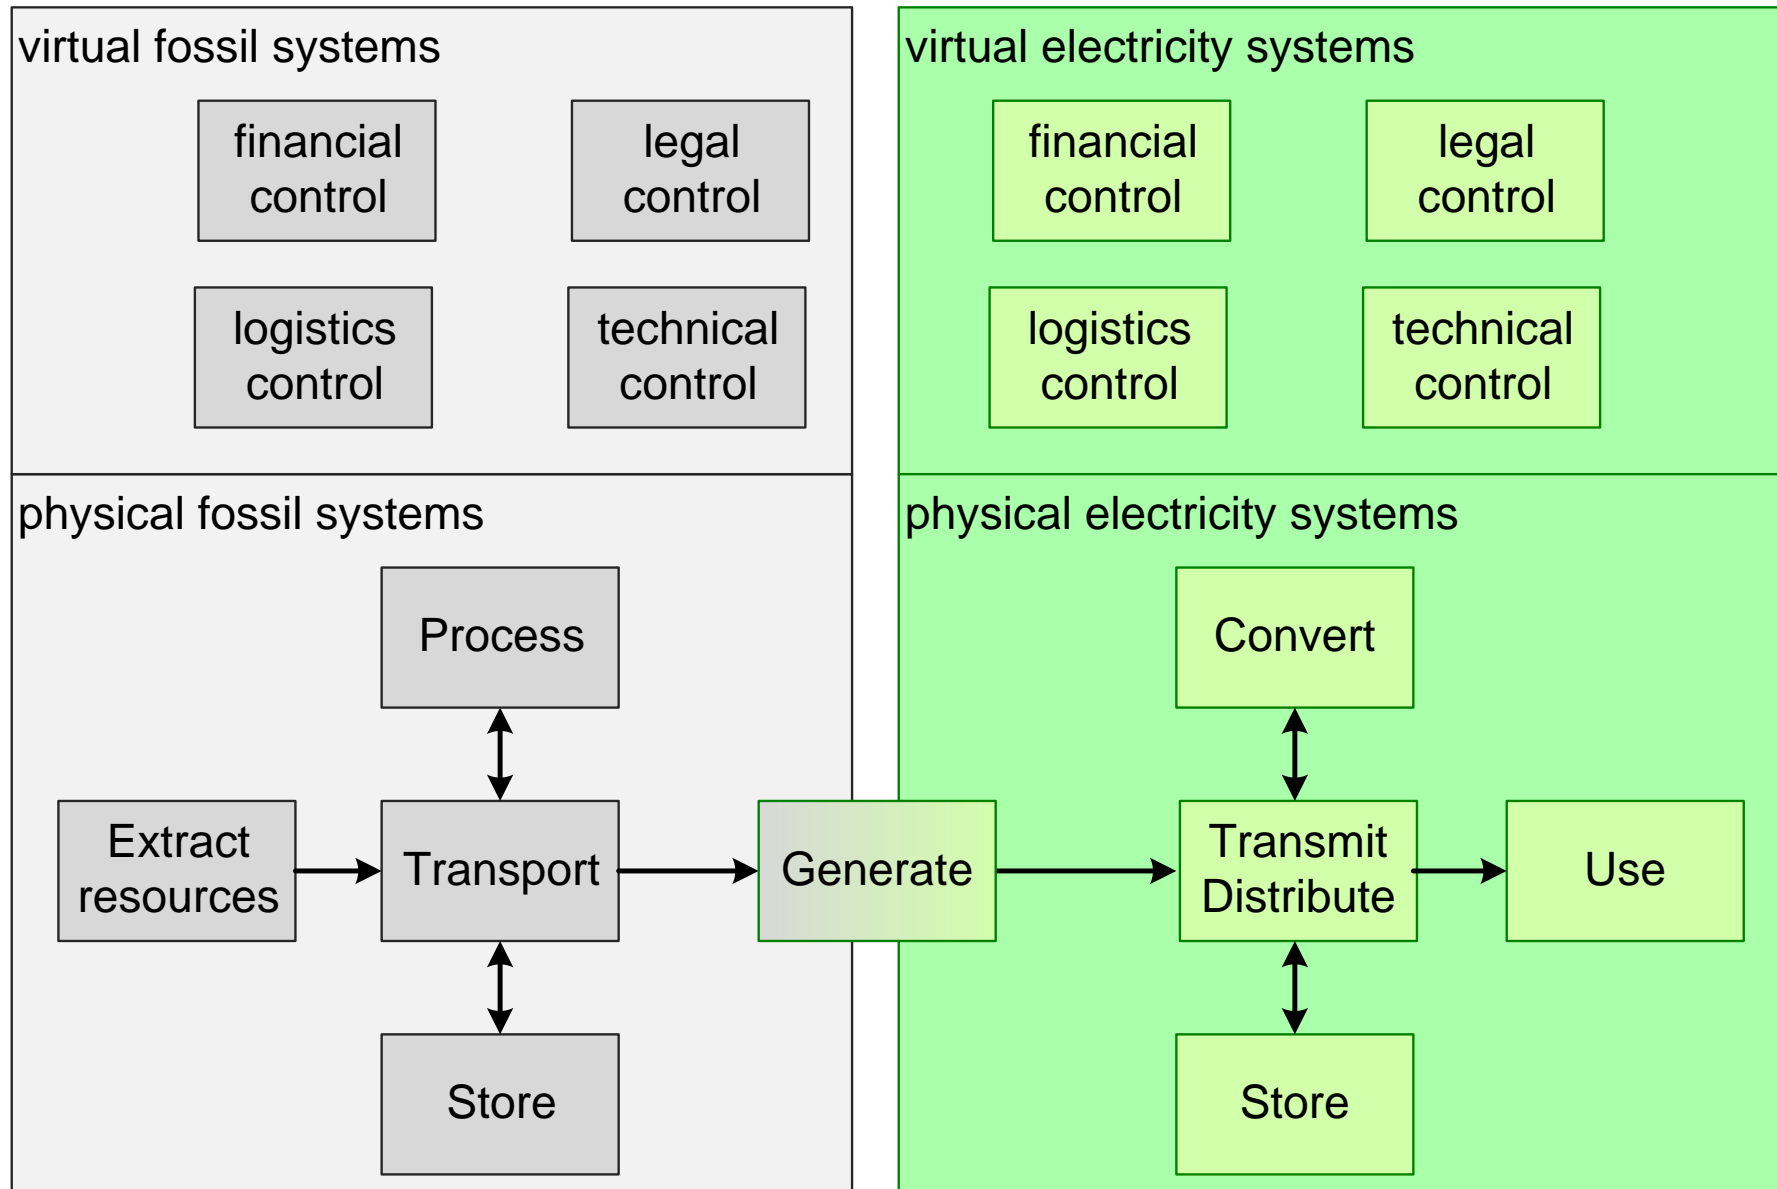 virtual fossil systems
financial
control
legal
control
logistics
control
technical
control
physical fossil systems
Process
Extract
resources
Transport
Generate
Store
virtual electricity systems
financial
control
legal
control
logistics
control
technical
control
physical electricity systems
Convert
Transmit
Distribute
Use
Store